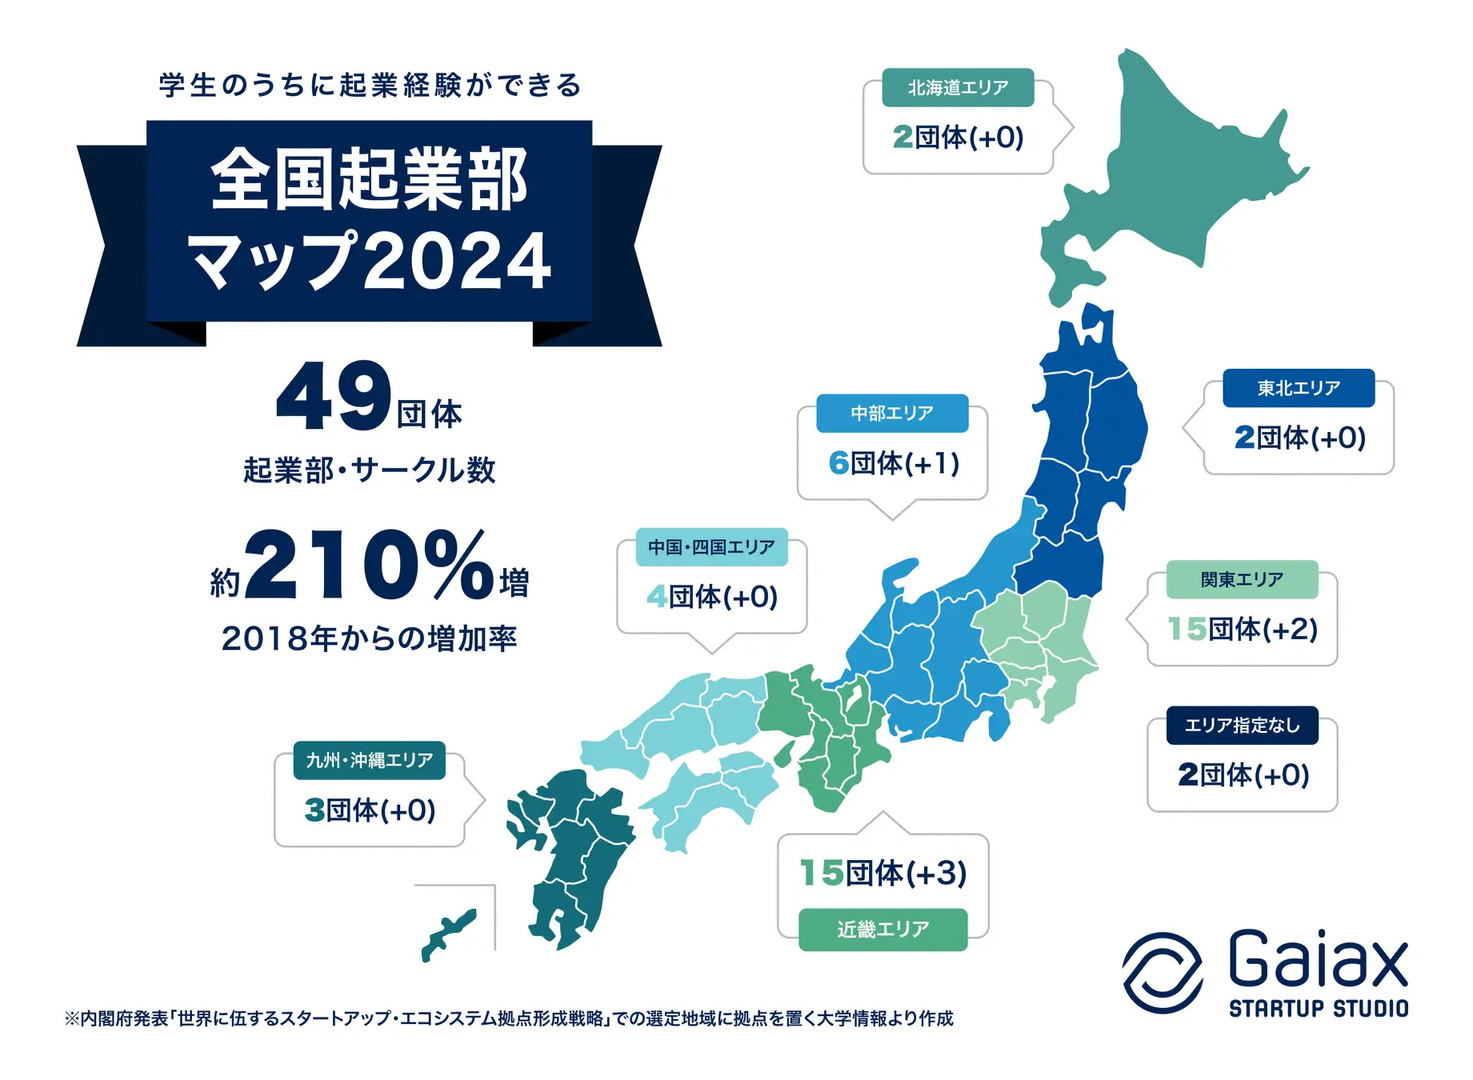 学生のうちに起業経験ができる
全国起業部
マップ2024
49団体
起業部・サークル数
約210%増
2018年からの増加率
北海道エリア
2団体(+0)
東北エリア
2団体(+0)
中部エリア
6団体(+1)
中国・四国エリア
4団体(+0)
関東エリア
15団体(+2)
エリア指定なし
2団体(+0)
九州・沖縄エリア
3団体(+0)
15団体(+3)
近畿エリア
Gaiax
STARTUP STUDIO
※内閣府発表「世界に伍するスタートアップ・エコシステム拠点形成戦略」での選定地域に拠点を置く大学情報より作成